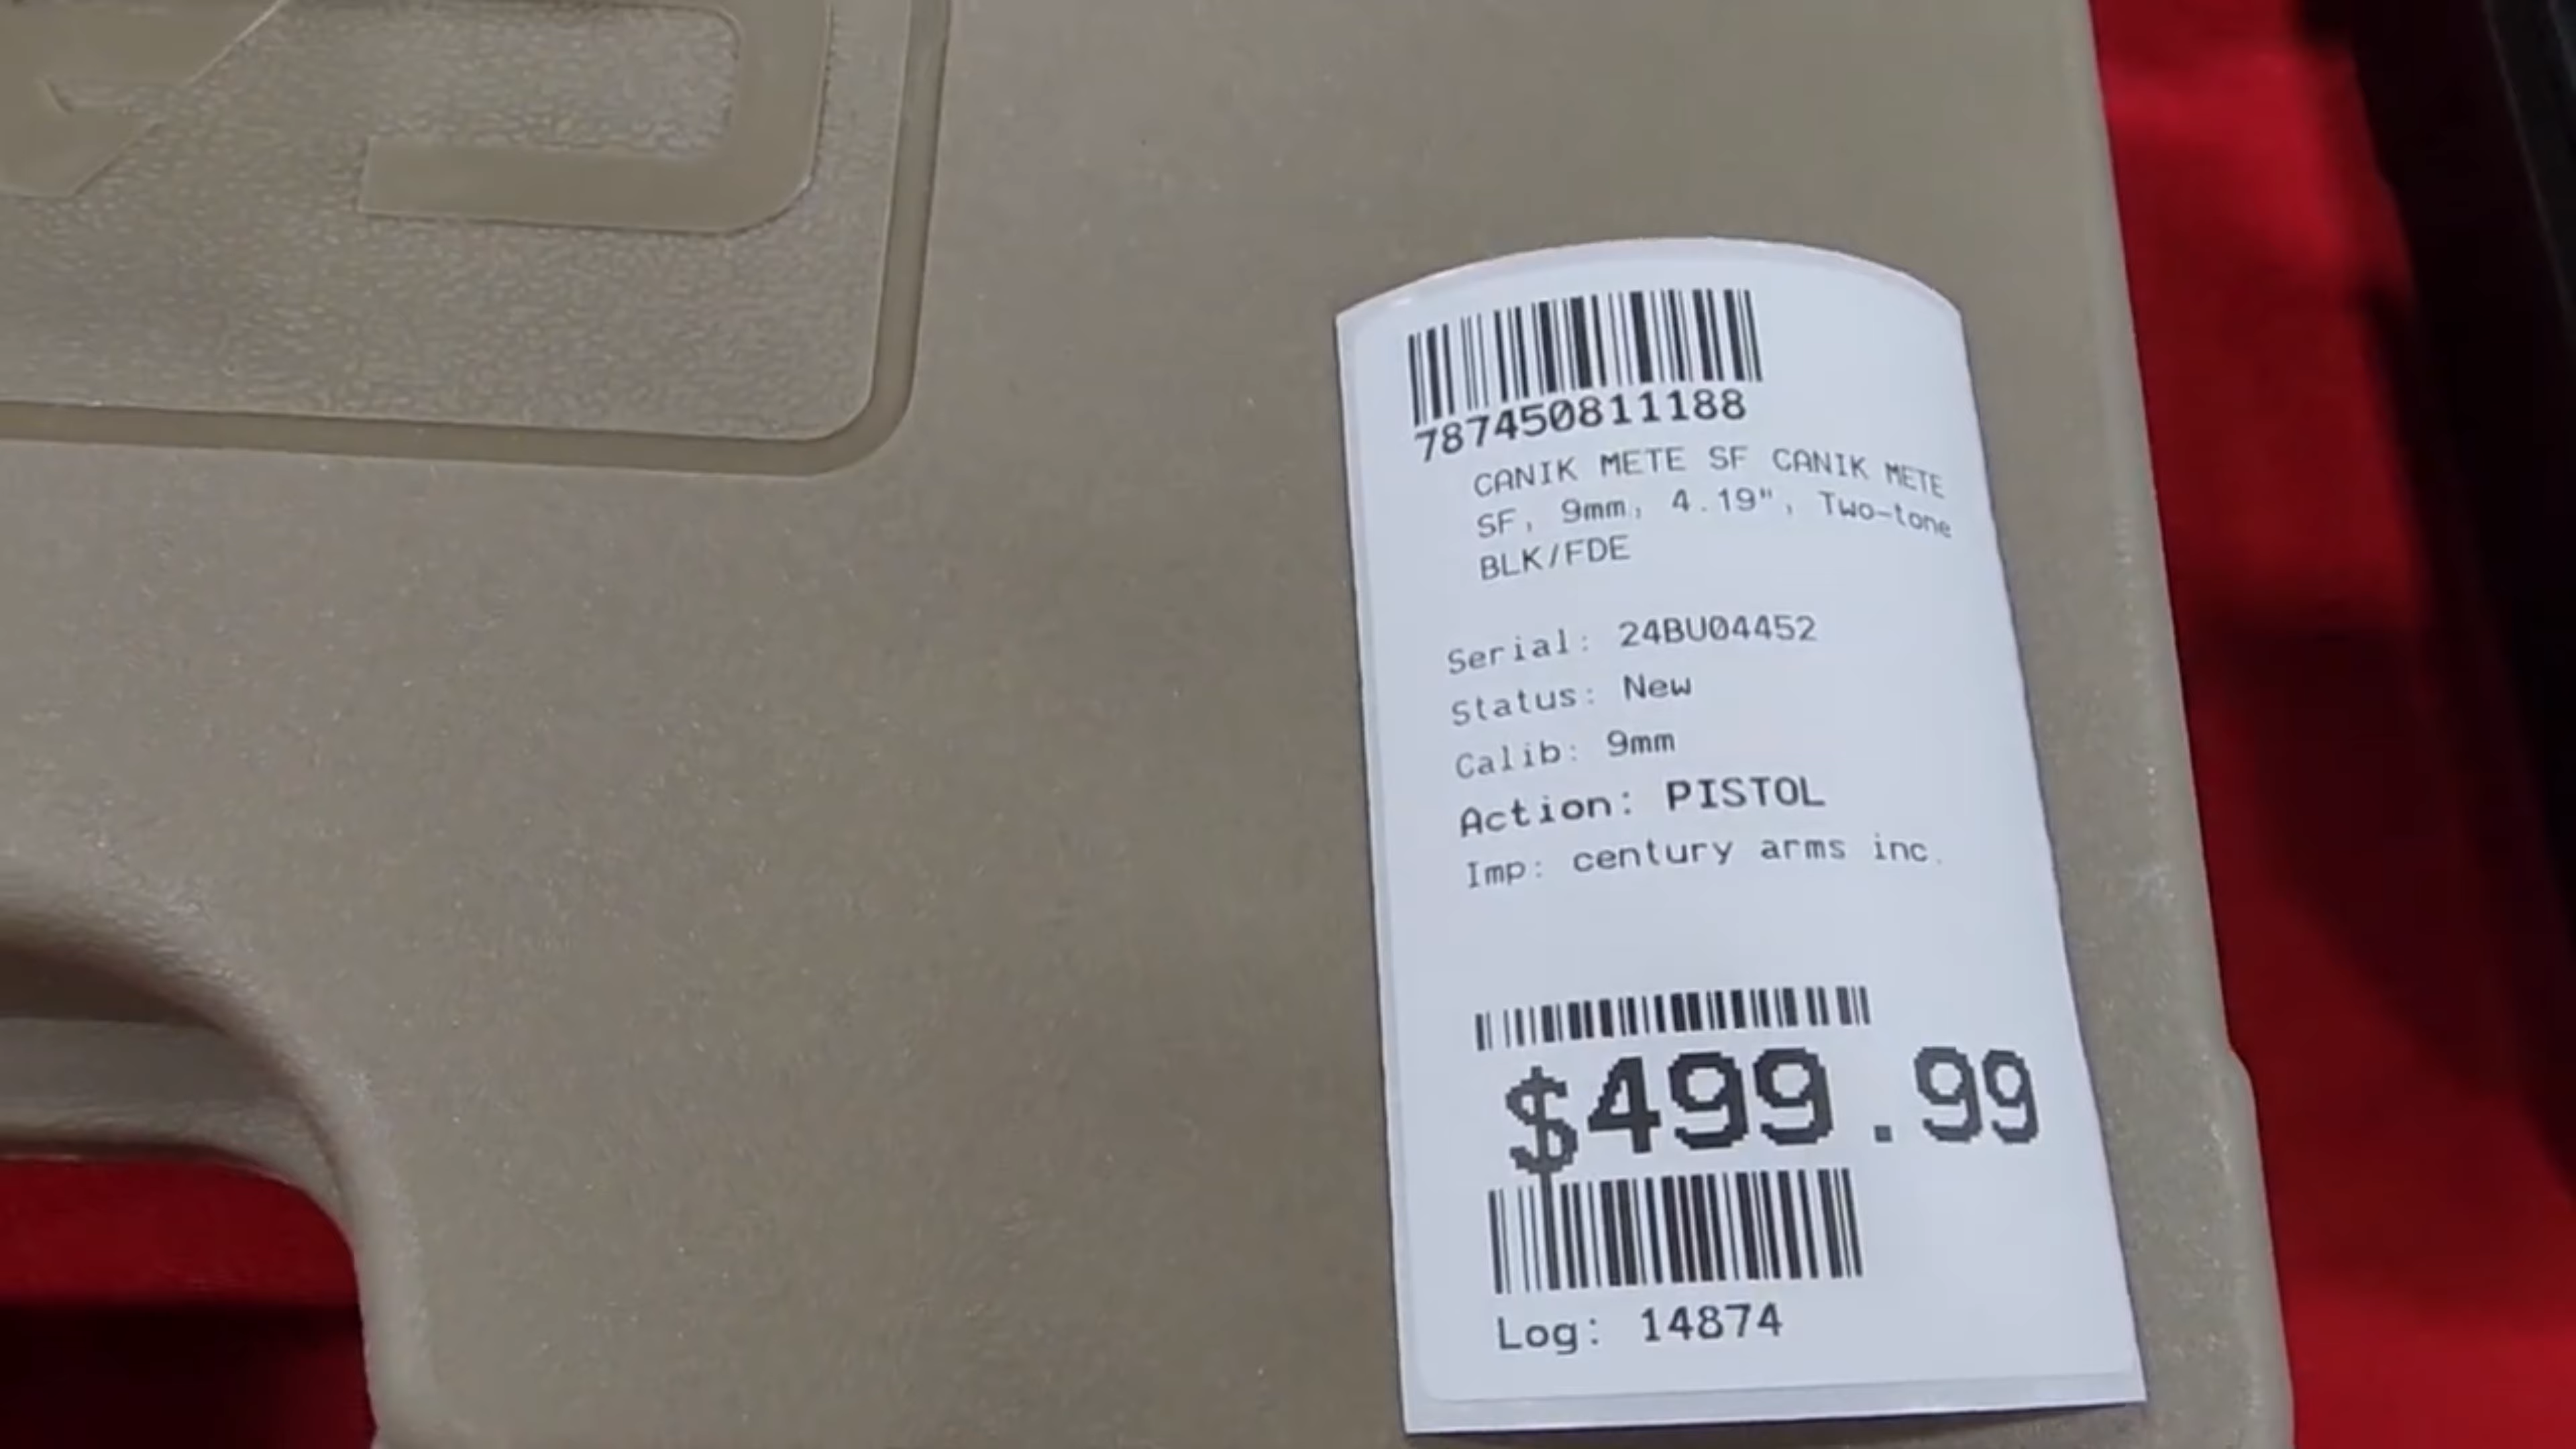 787450811188
CANIK METE SF CANIK METE
SF, 9mm, 4.19", Two-tone
BLK/FDE
Serial: 24BU04452
Status: New
Calib: 9mm
Action: PISTOL
Imp: century arms inc.
$499.99
Log: 14874